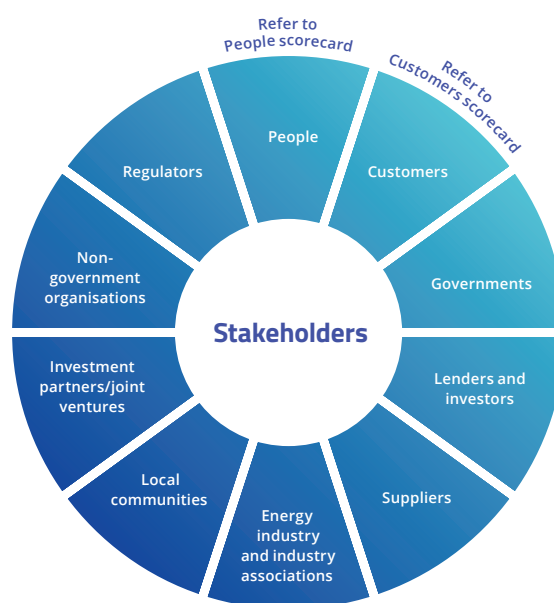 Refer to
People scorecard
Refer to
Customers scorecard
People
Customers
Governments
Lenders and
investors
Suppliers
Energy
industry
and industry
associations
Local
communities
Investment
partners/joint
ventures
Non-
government
organisations
Regulators
Stakeholders